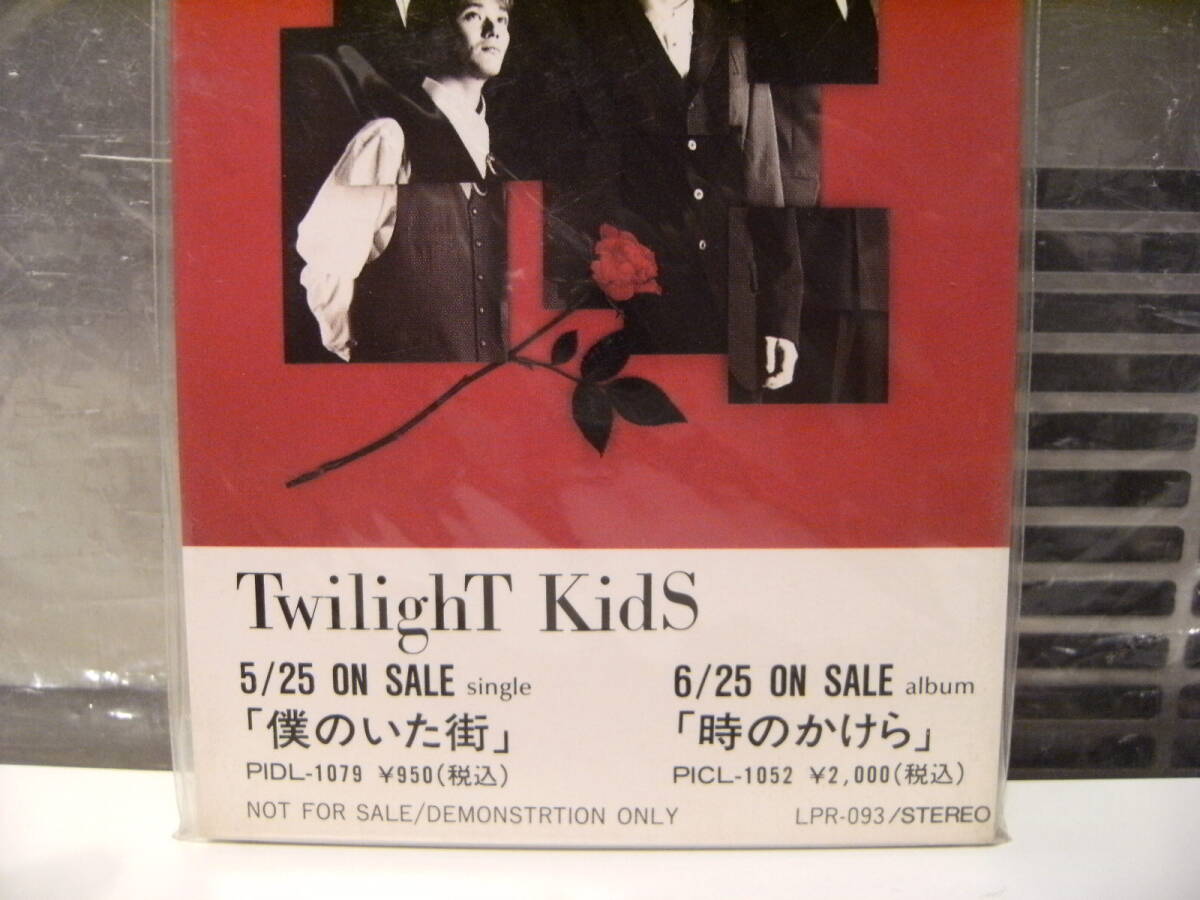 TwilighT KidS
5/25 ON SALE single
「僕のいた街」
PIDL-1079 ¥950(税込)
6/25 ON SALE album
「時のかけら」
PICL-1052 ¥2,000(税込)
NOT FOR SALE/DEMONSTRTION ONLY
LPR-093/STEREO